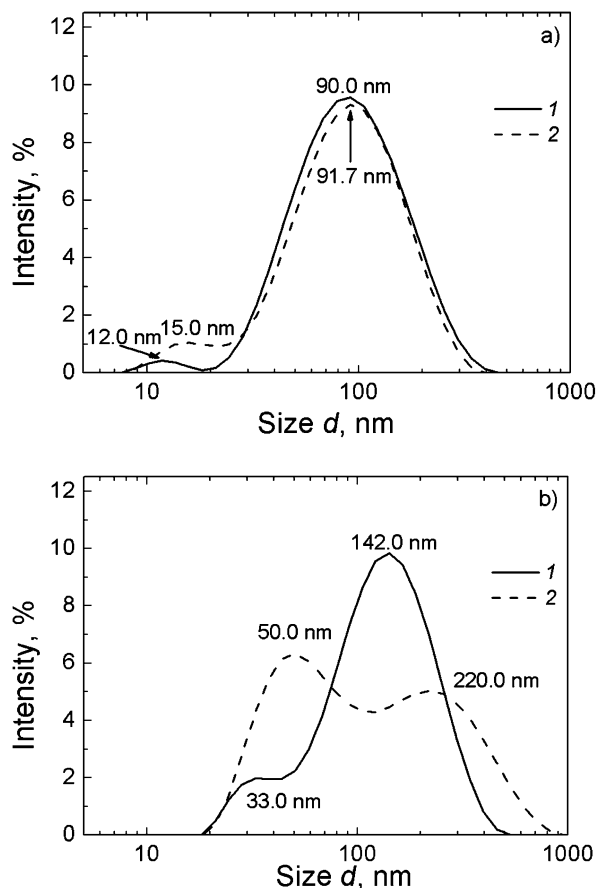 12
a)
90.0 nm
10
1
2
8
91.7 nm
6
4
2
15.0 nm
12.0 nm
0
10
100
1000
Intensity, %
Size d, nm
12
b)
142.0 nm
10
1
2
8
50.0 nm
6
220.0 nm
4
2
33.0 nm
0
10
100
1000
Intensity, %
Size d, nm